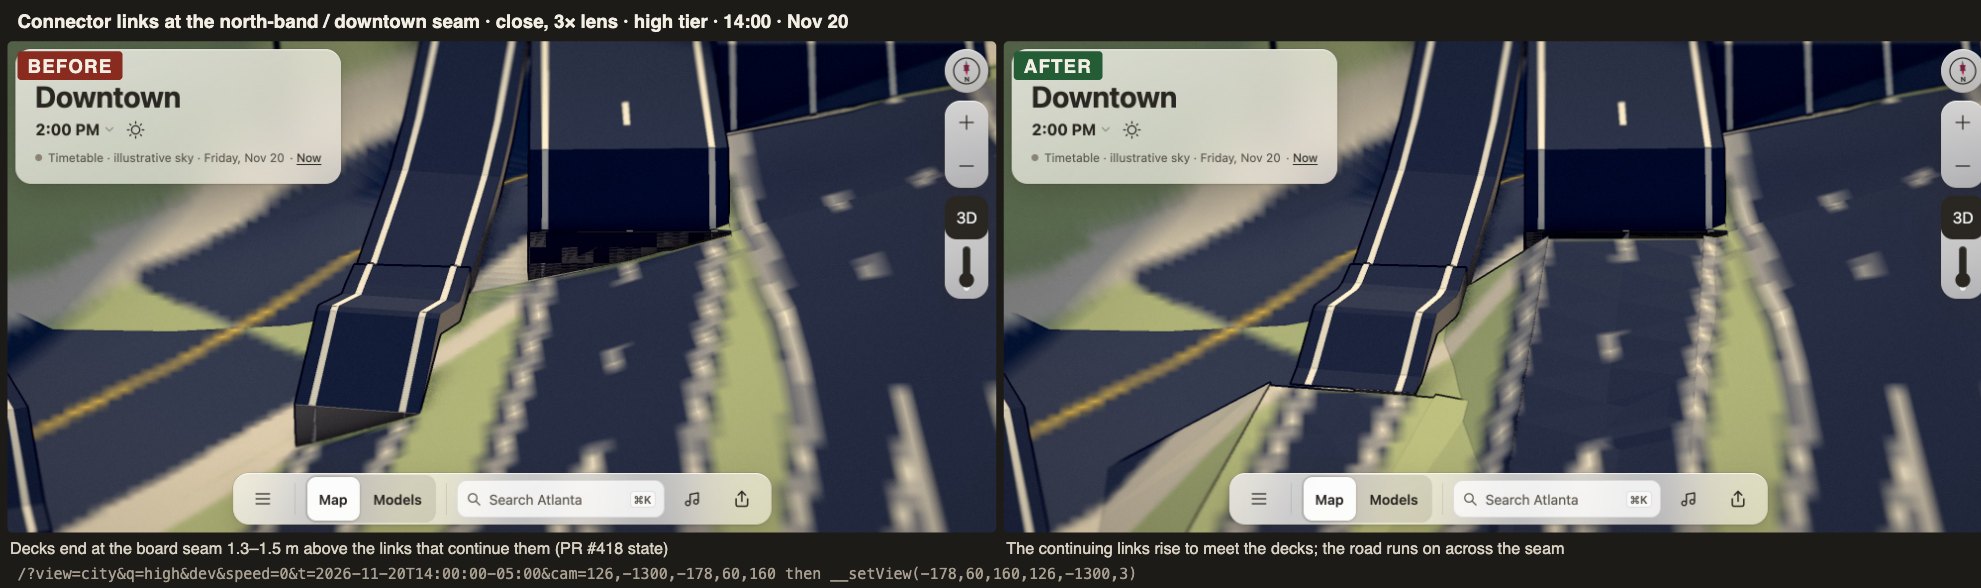 Connector links at the north-band / downtown seam · close, 3× lens · high tier · 14:00 · Nov 20
BEFORE
Downtown
2:00 PM
Timetable · illustrative sky · Friday, Nov 20 · Now
N
+
−
3D
Map Models Search Atlanta ⌘K
AFTER
Downtown
2:00 PM
Timetable · illustrative sky · Friday, Nov 20 · Now
N
+
−
3D
Map Models Search Atlanta ⌘K
Decks end at the board seam 1.3–1.5 m above the links that continue them (PR #418 state)
The continuing links rise to meet the decks; the road runs on across the seam
/?view=city&q=high&dev&speed=0&t=2026-11-20T14:00:00-05:00&cam=126,-1300,-178,60,160 then __setView(-178,60,160,126,-1300,3)